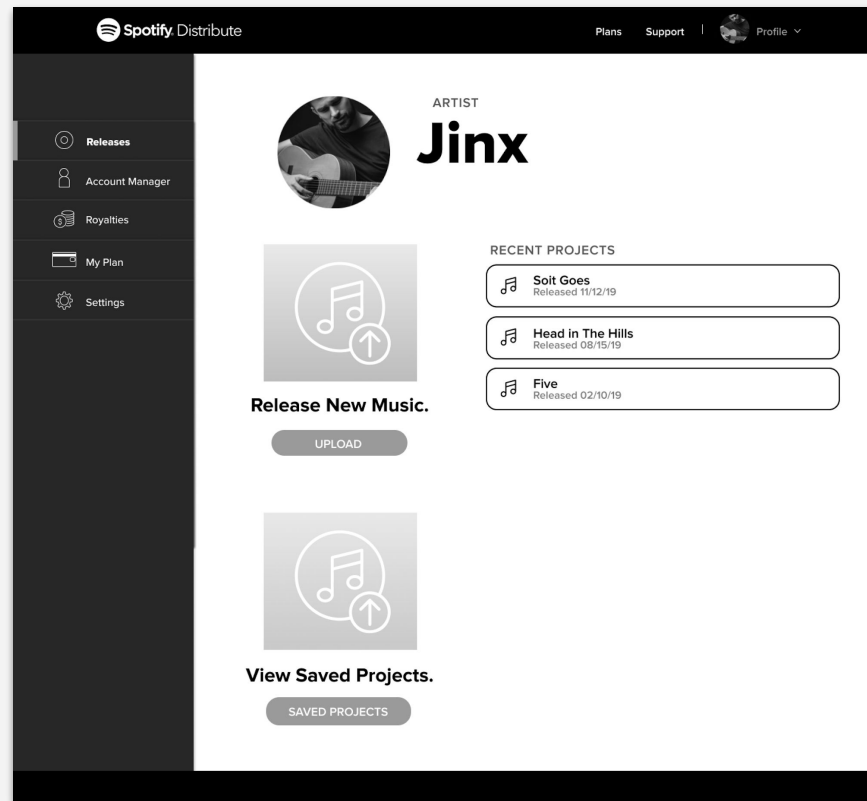 Spotify Distribute
Plans Support Profile
Releases
Account Manager
Royalties
My Plan
Settings
ARTIST
Jinx
Release New Music.
UPLOAD
View Saved Projects.
SAVED PROJECTS
RECENT PROJECTS
Soit Goes
Released 11/12/19
Head in The Hills
Released 08/15/19
Five
Released 02/10/19